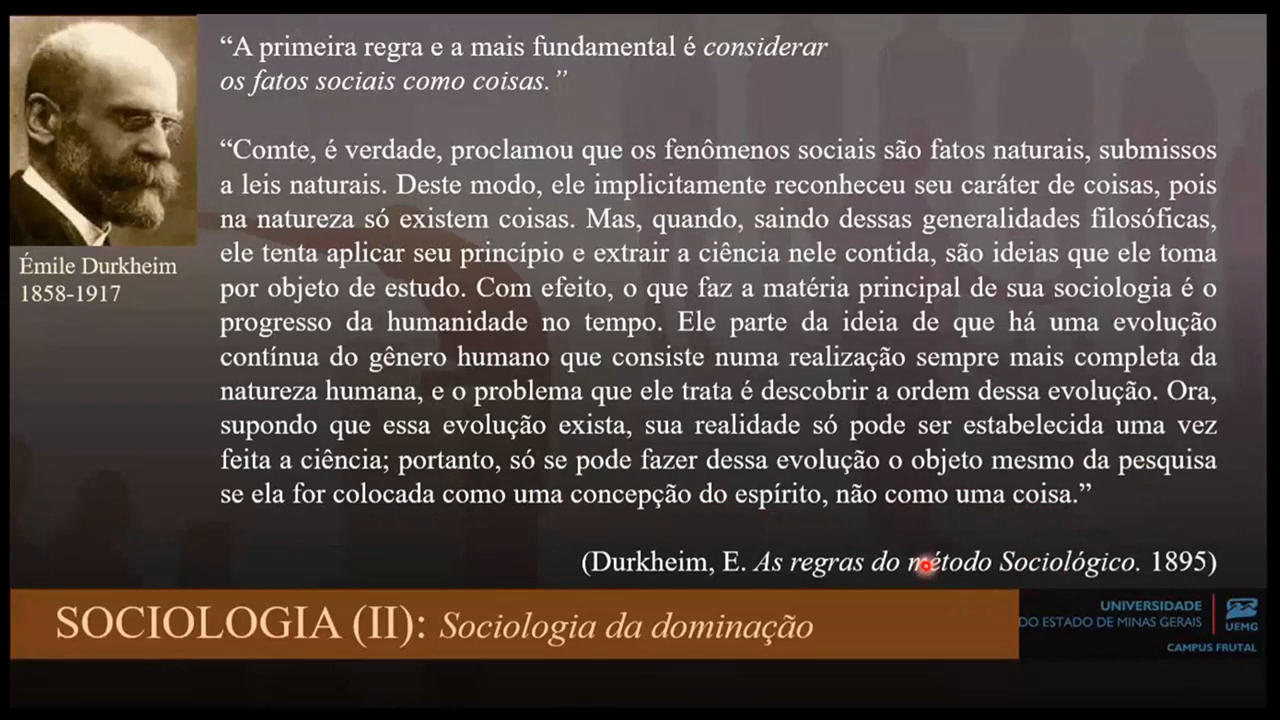 “A primeira regra e a mais fundamental é considerar
os fatos sociais como coisas.”
“Comte, é verdade, proclamou que os fenômenos sociais são fatos naturais, submissos
a leis naturais. Deste modo, ele implicitamente reconheceu seu caráter de coisas, pois
na natureza só existem coisas. Mas, quando, saindo dessas generalidades filosóficas,
ele tenta aplicar seu princípio e extrair a ciência nele contida, são ideias que ele toma
por objeto de estudo. Com efeito, o que faz a matéria principal de sua sociologia é o
progresso da humanidade no tempo. Ele parte da ideia de que há uma evolução
contínua do gênero humano que consiste numa realização sempre mais completa da
natureza humana, e o problema que ele trata é descobrir a ordem dessa evolução. Ora,
supondo que essa evolução exista, sua realidade só pode ser estabelecida uma vez
feita a ciência; portanto, só se pode fazer dessa evolução o objeto mesmo da pesquisa
se ela for colocada como uma concepção do espírito, não como uma coisa.”
(Durkheim, E. As regras do método Sociológico. 1895)
Émile Durkheim
1858-1917
SOCIOLOGIA (II): Sociologia da dominação
UNIVERSIDADE
DO ESTADO DE MINAS GERAIS
UEMG
CAMPUS FRUTAL